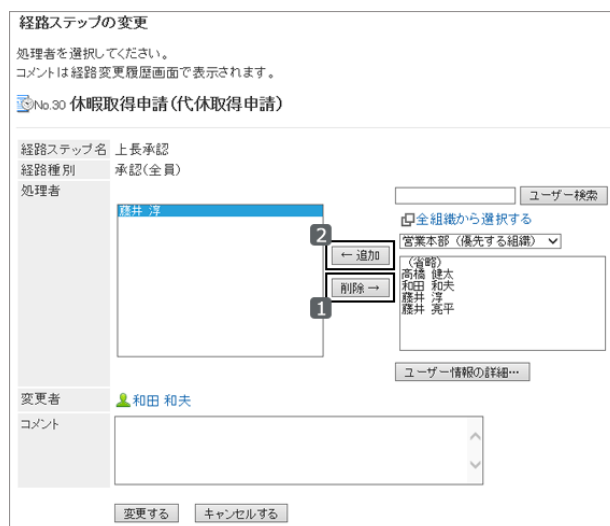 経路ステップの変更
処理者を選択してください。
コメントは経路変更履歴画面で表示されます。
No.30 休暇取得申請(代休取得申請)
経路ステップ名 上長承認
経路種別 承認(全員)
処理者
ユーザー検索
藤井 淳
全組織から選択する
2
営業本部(優先する組織)
← 追加
(省略)
高橋 健太
和田 和夫
藤井 淳
藤井 亮平
削除 →
1
ユーザー情報の詳細…
変更者 和田 和夫
コメント
変更する キャンセルする